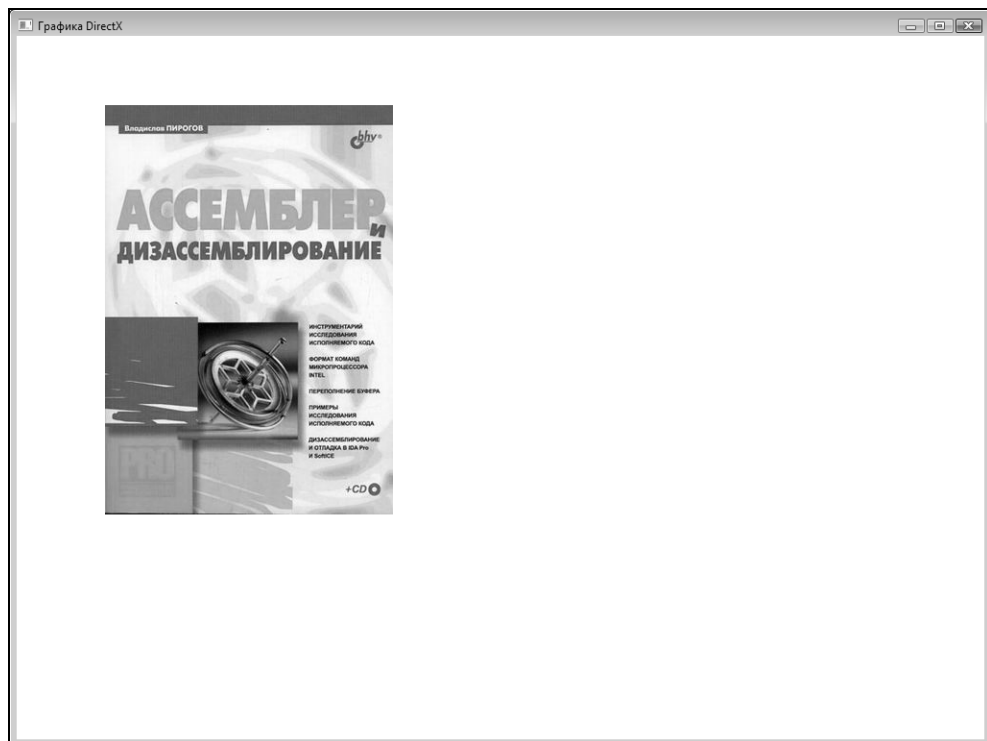 Графика DirectX
Владислав ПИРОГОВ
bhv®
АССЕМБЛЕР
и
ДИЗАССЕМБЛИРОВАНИЕ
ИНСТРУМЕНТАРИЙ
ИССЛЕДОВАНИЯ
ИСПОЛНЯЕМОГО КОДА
ФОРМАТ КОМАНД
МИКРОПРОЦЕССОРА
INTEL
ПЕРЕПОЛНЕНИЕ БУФЕРА
ПРИМЕРЫ
ИССЛЕДОВАНИЯ
ИСПОЛНЯЕМОГО КОДА
ДИЗАССЕМБЛИРОВАНИЕ
И ОТЛАДКА В IDA Pro
И SoftICE
PRO
+CD